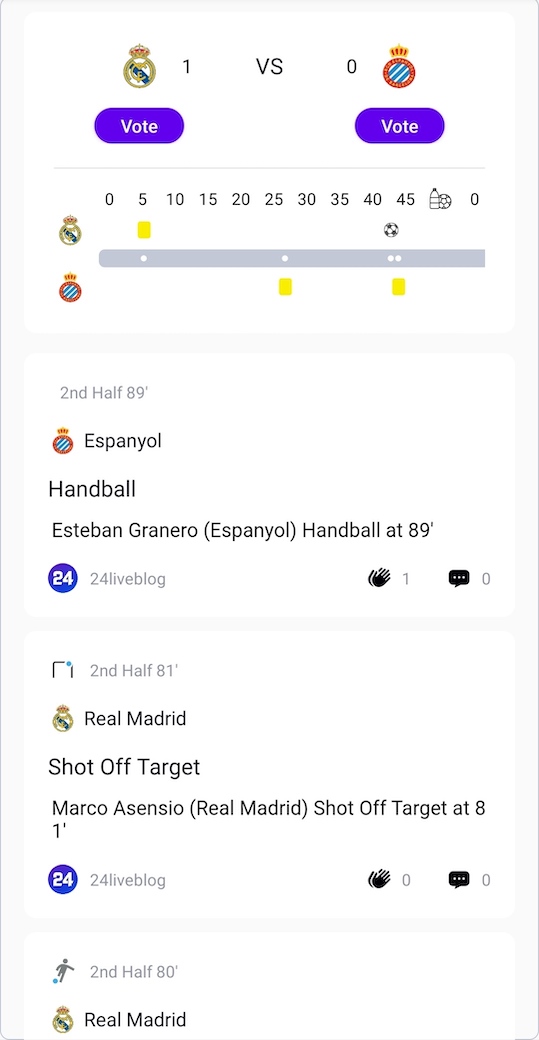 1 VS 0
Vote Vote
0 5 10 15 20 25 30 35 40 45 0
2nd Half 89'
Espanyol
Handball
Esteban Granero (Espanyol) Handball at 89'
24 24liveblog 1 0
2nd Half 81'
Real Madrid
Shot Off Target
Marco Asensio (Real Madrid) Shot Off Target at 8
1'
24 24liveblog 0 0
2nd Half 80'
Real Madrid